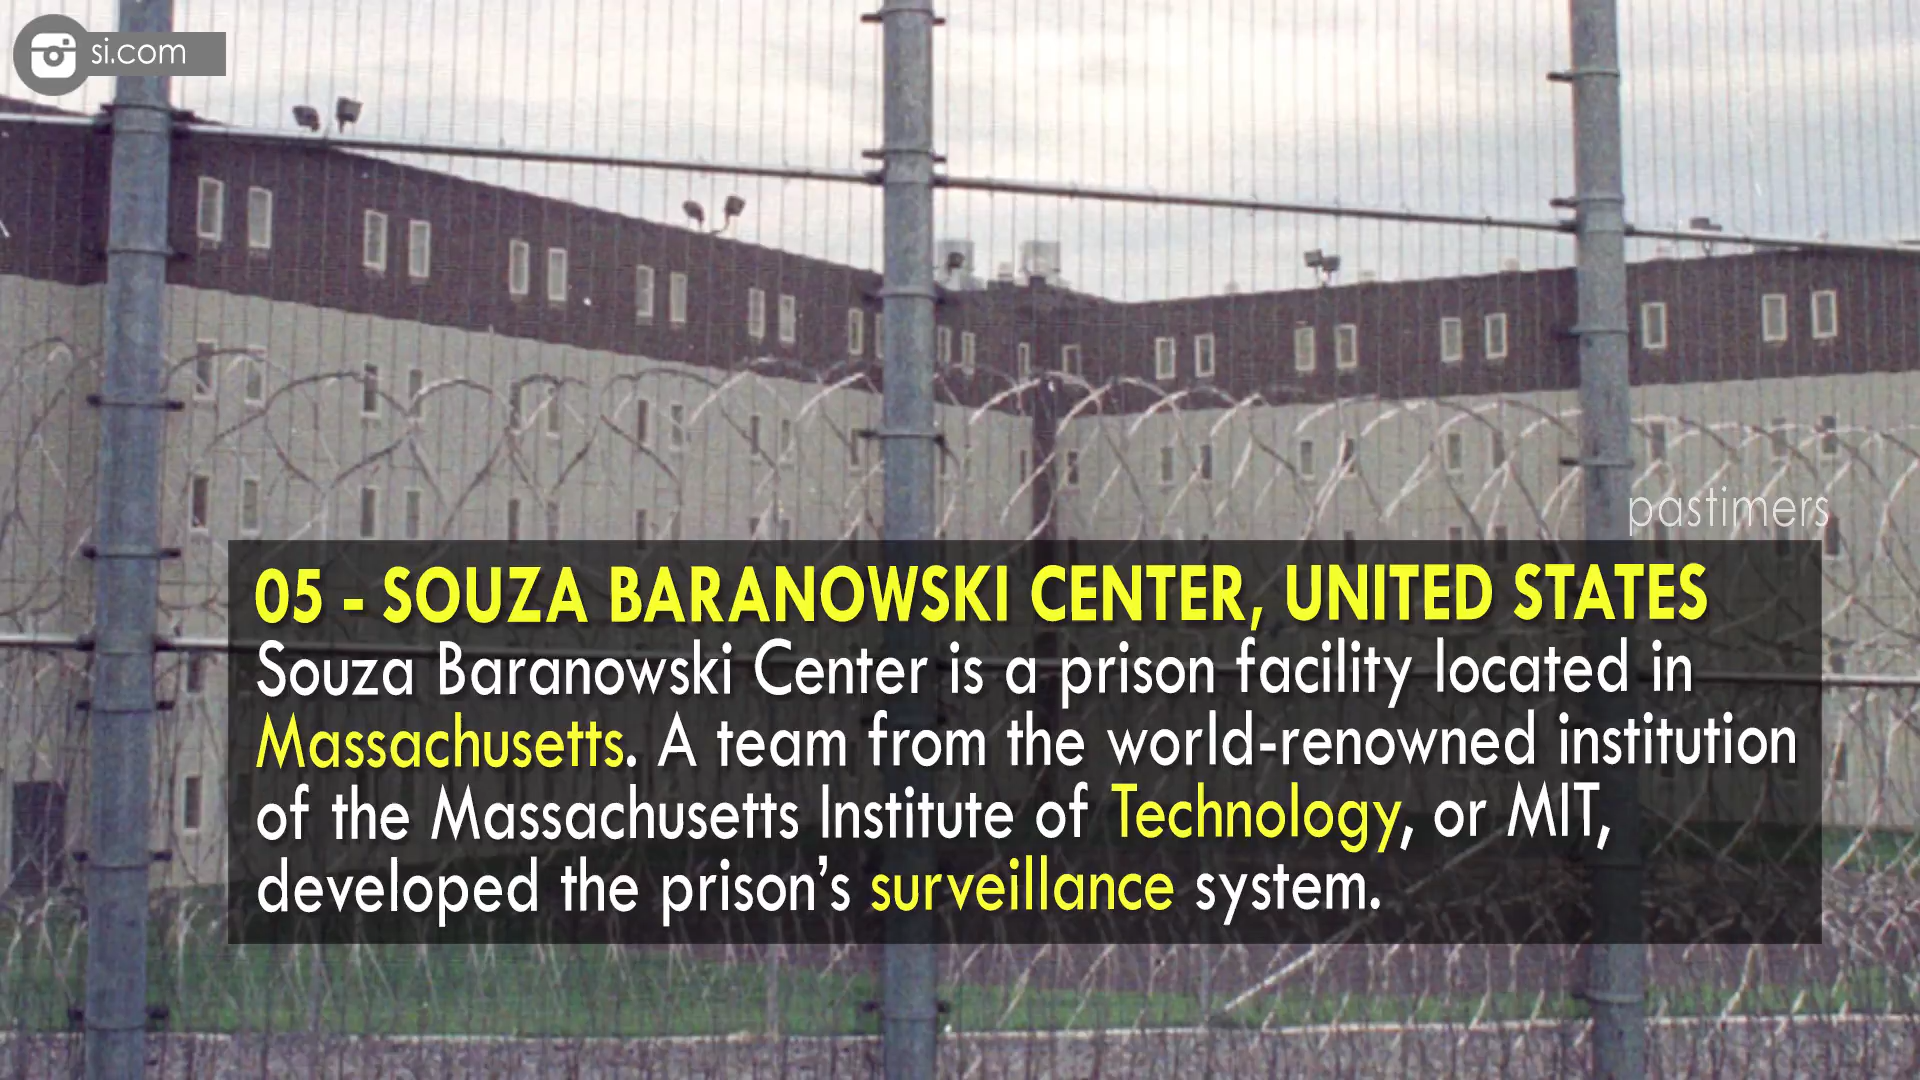 si.com
pastimers
05 - SOUZA BARANOWSKI CENTER, UNITED STATES
Souza Baranowski Center is a prison facility located in
Massachusetts. A team from the world-renowned institution
of the Massachusetts Institute of Technology, or MIT,
developed the prison's surveillance system.